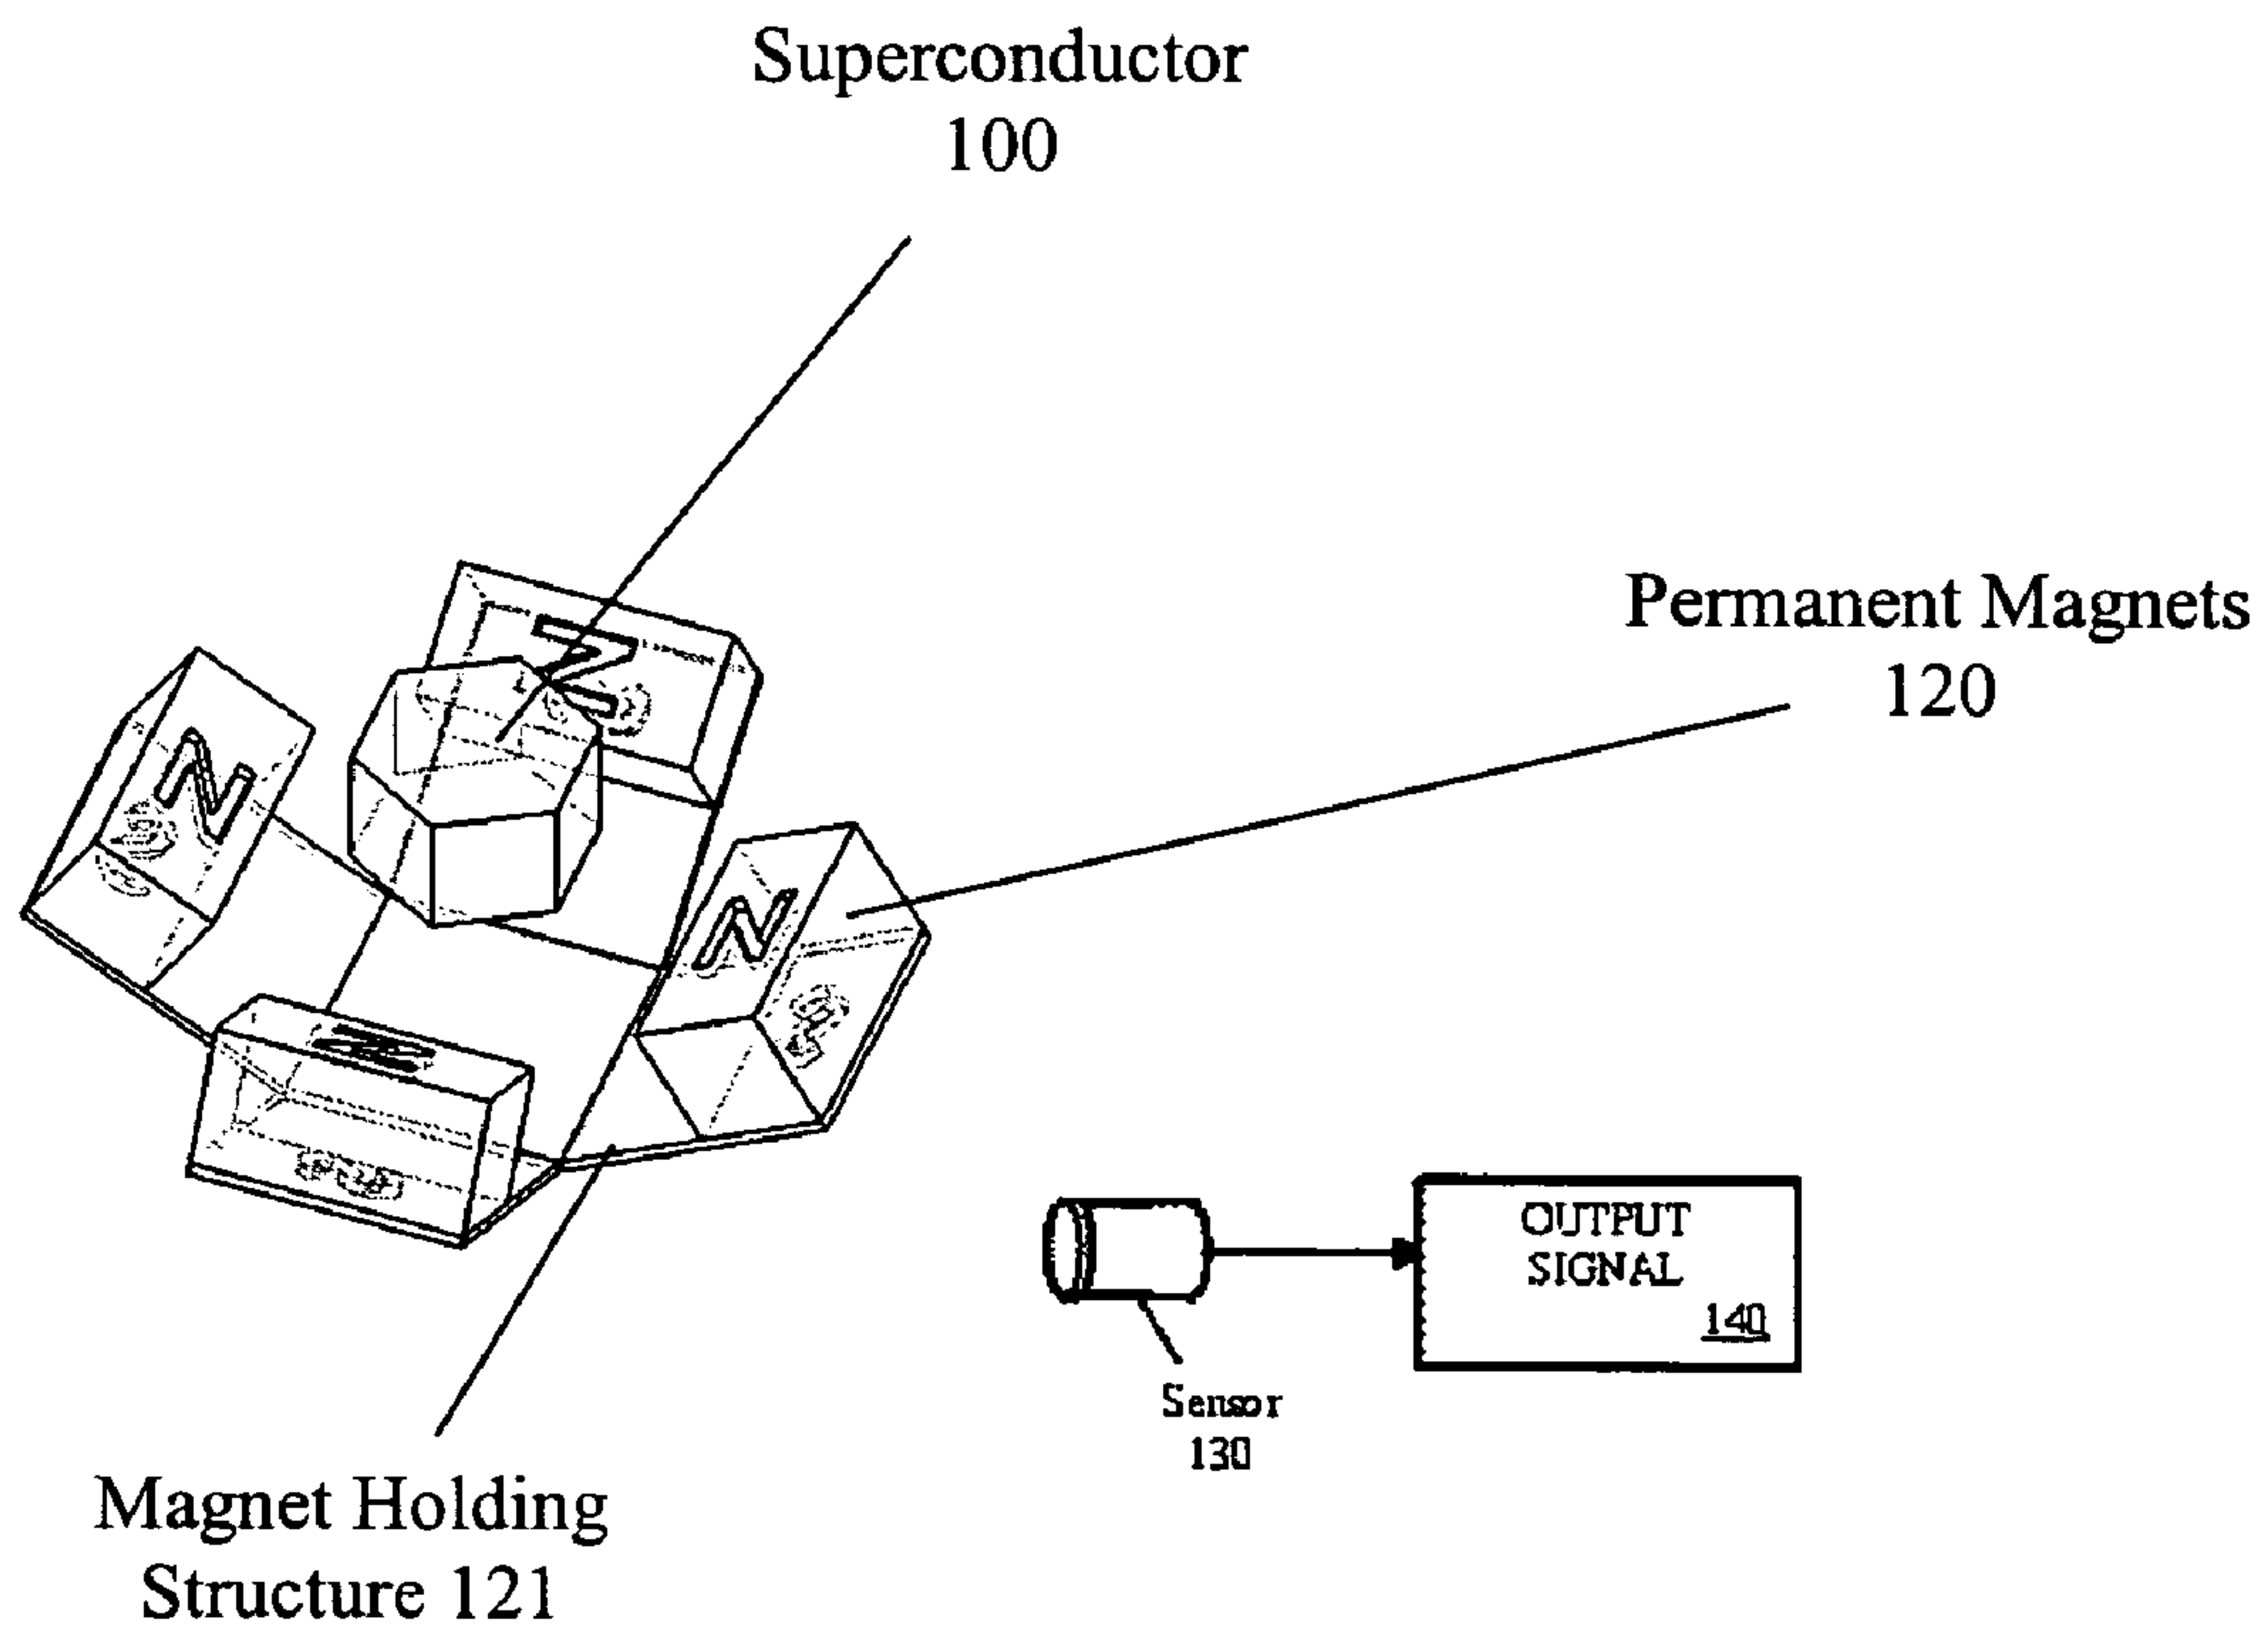 Superconductor
100
Permanent Magnets
120
N
N
N
N
S
OUTPUT
SIGNAL
140
Sensor
130
Magnet Holding
Structure 121